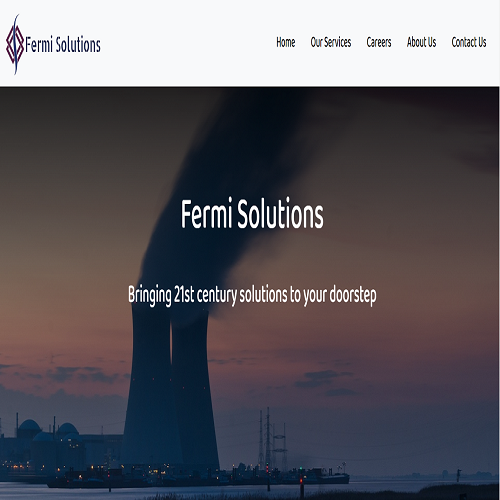 Fermi Solutions
Home Our Services Careers About Us Contact Us
Fermi Solutions
Bringing 21st century solutions to your doorstep